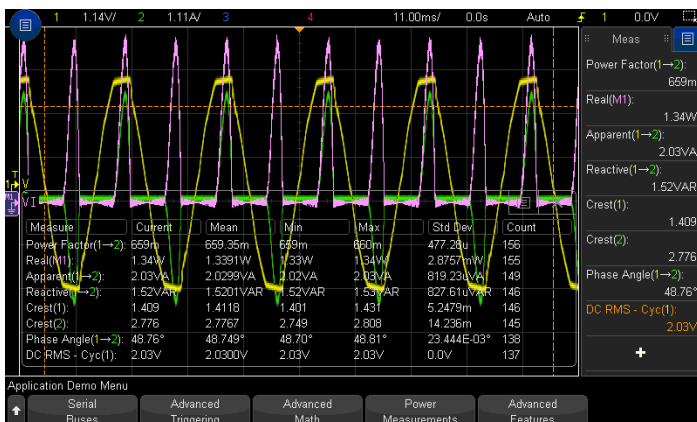 1 1.14V/ 2 1.11A/ 3 4 11.00ms/ 0.0s Auto 1 0.0V
Meas
Power Factor(1→2):
659m
Real(M1):
1.34W
Apparent(1→2):
2.03VA
Reactive(1→2):
1.52VAR
Crest(1):
1.409
Crest(2):
2.776
Phase Angle(1→2):
48.76°
DC RMS - Cyc(1):
2.03V
T
1
VI
Measure Current Mean Min Max Std Dev Count
Power Factor(1→2): 659m 659.35m 659m 660m 477.28u 156
Real(M1): 1.34W 1.3391W 1.33W 1.34W 2.8757mW 155
Apparent(1→2): 2.03VA 2.0299VA 2.02VA 2.03VA 819.23uVA 149
Reactive(1→2): 1.52VAR 1.5201VAR 1.52VAR 1.53VAR 827.61uVAR 146
Crest(1): 1.409 1.4118 1.401 1.431 5.2479m 146
Crest(2): 2.776 2.7767 2.749 2.808 14.236m 145
Phase Angle(1→2): 48.76° 48.749° 48.70° 48.81° 23.444E-03° 138
DC RMS - Cyc(1): 2.03V 2.0300V 2.03V 2.03V 0.0V 137
Application Demo Menu
Serial Buses
Advanced Triggering
Advanced Math
Power Measurements
Advanced Features